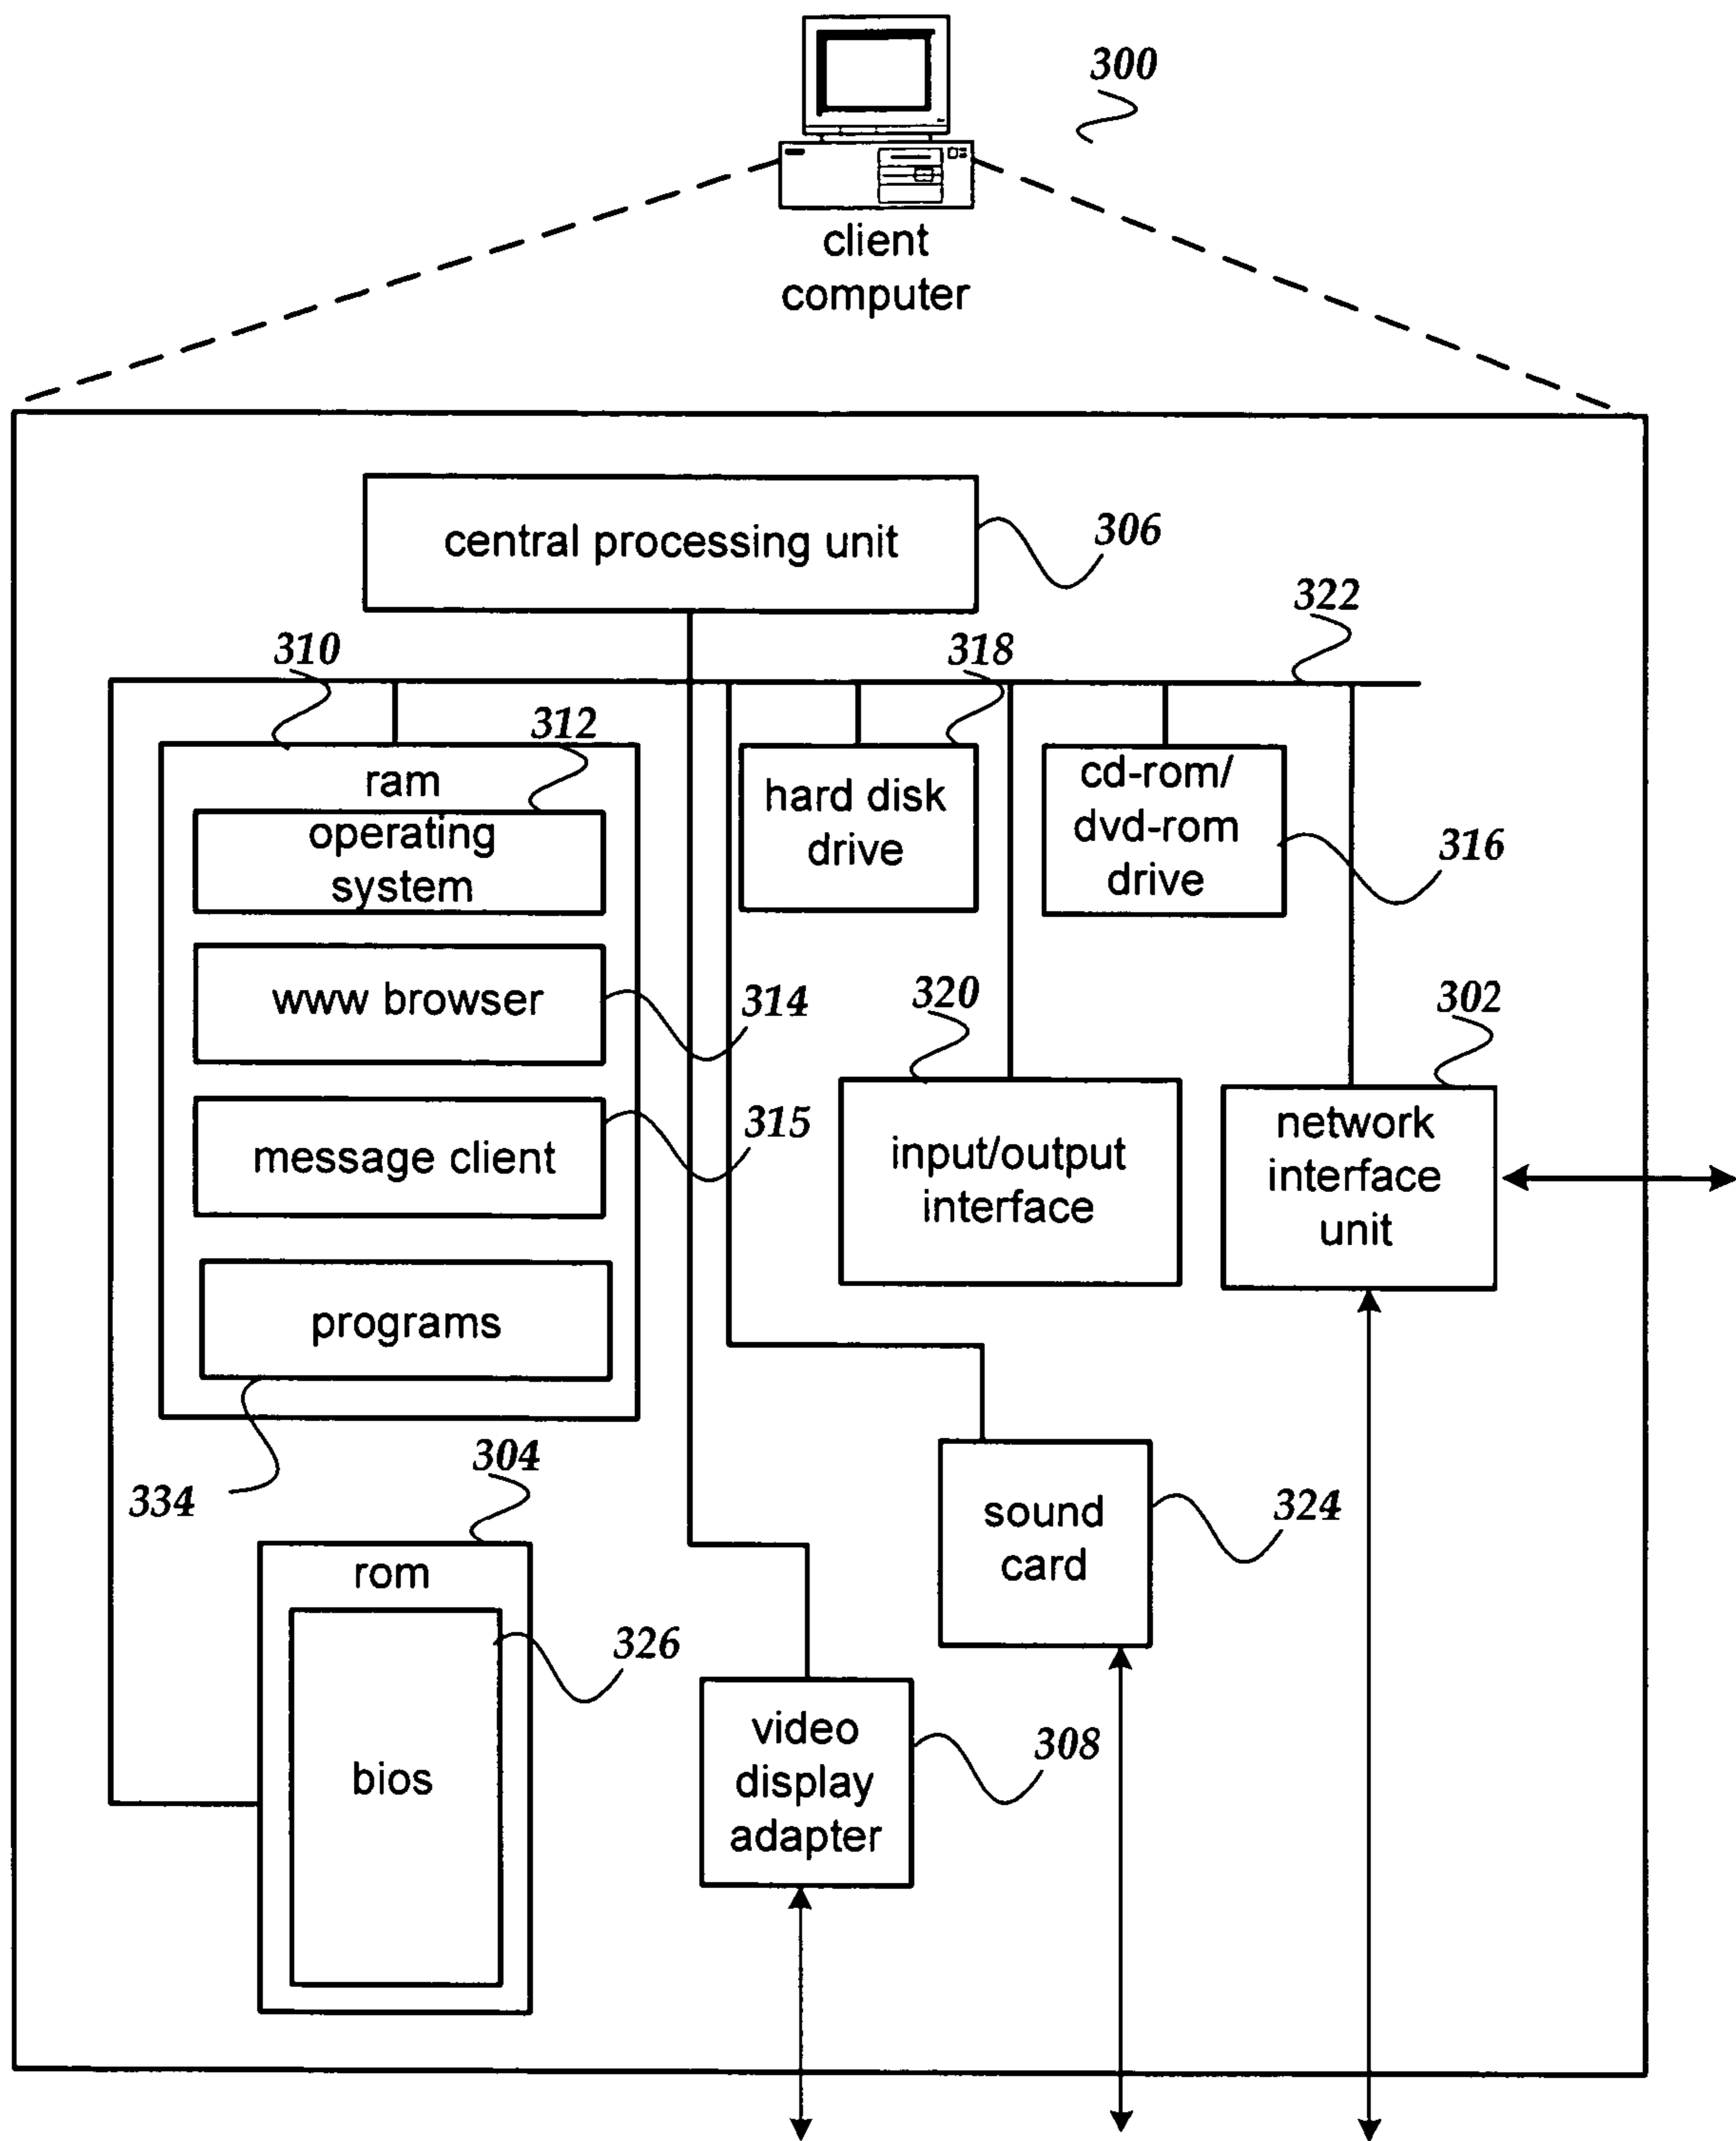 300
client
computer
central processing unit
306
322
310
318
312
ram
operating
system
hard disk
drive
cd-rom/
dvd-rom
drive
316
www browser
314
320
302
message client
315
input/output
interface
network
interface
unit
programs
334
304
sound
card
324
rom
326
bios
video
display
adapter
308